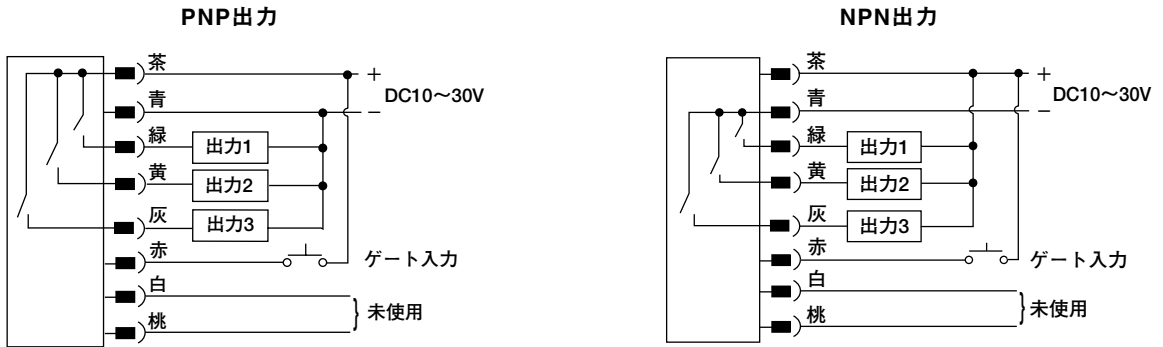 PNP出力
茶
＋
DC10〜30V
青
－
緑
出力1
黄
出力2
灰
出力3
赤
ゲート入力
白
未使用
桃
NPN出力
茶
＋
DC10〜30V
青
－
緑
出力1
黄
出力2
灰
出力3
赤
ゲート入力
白
未使用
桃